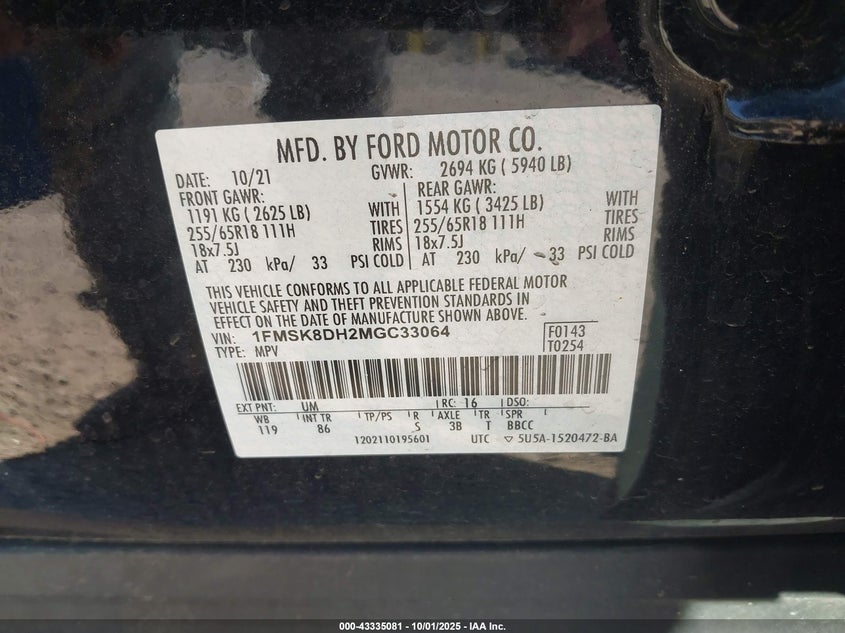 MFD. BY FORD MOTOR CO.
DATE: 10/21 GVWR: 2694 KG ( 5940 LB)
FRONT GAWR: REAR GAWR:
1191 KG ( 2625 LB) WITH 1554 KG ( 3425 LB) WITH
255/65R18 111H TIRES 255/65R18 111H TIRES
18x7.5J RIMS 18x7.5J RIMS
AT 230 kPa/ 33 PSI COLD AT 230 kPa/ 33 PSI COLD
THIS VEHICLE CONFORMS TO ALL APPLICABLE FEDERAL MOTOR
VEHICLE SAFETY AND THEFT PREVENTION STANDARDS IN
EFFECT ON THE DATE OF MANUFACTURE SHOWN ABOVE.
VIN: 1FMSK8DH2MGC33064 F0143
TYPE: MPV T0254
EXT PNT: UM RC: 16 DSO:
WB INT TR TP/PS R AXLE TR SPR
119 86 S 3B T BBCC
1202110195601 UTC ▽ 5U5A-1520472-BA
000-43335081 - 10/01/2025 - IAA Inc.